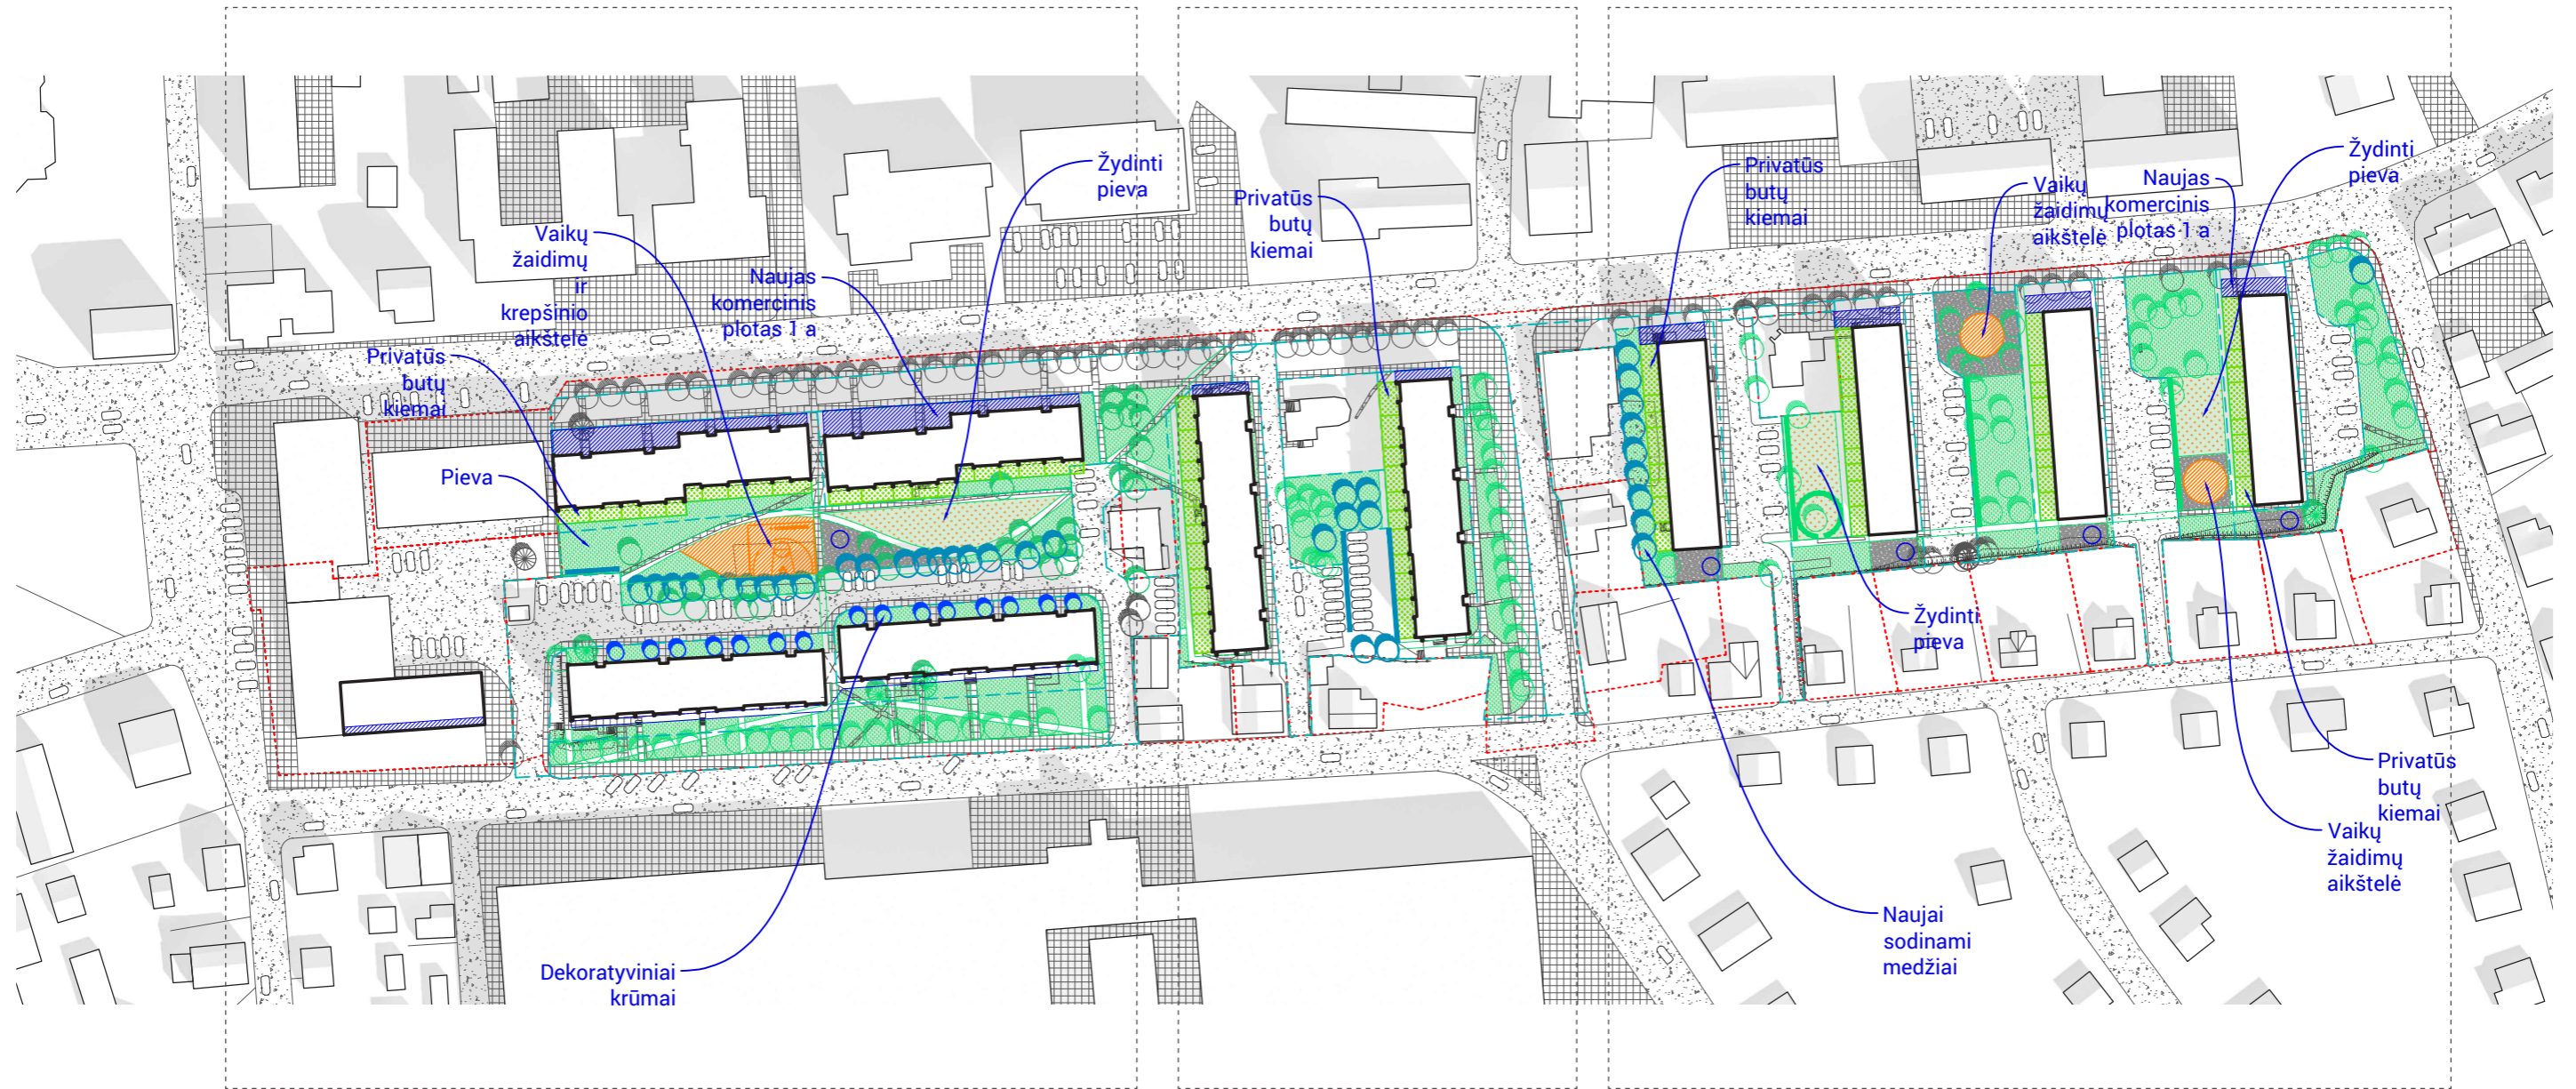 Žydinti
pieva
Vaikų
žaidimų
ir
krepšinio
aikštelė
Naujas
komercinis
plotas 1 a
Privatūs
butų
kiemai
Pieva
Privatūs
butų
kiemai
Privatūs
butų
kiemai
Vaikų
žaidimų
aikštelė
Naujas
komercinis
plotas 1 a
Žydinti
pieva
Žydinti
pieva
Privatūs
butų
kiemai
Vaikų
žaidimų
aikštelė
Naujai
sodinami
medžiai
Dekoratyviniai
krūmai